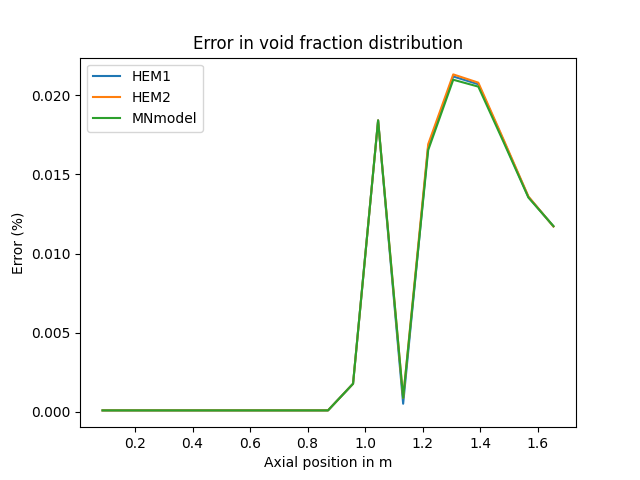 Error in void fraction distribution
HEM1
HEM2
MNmodel
Error (%)
0.020
0.015
0.010
0.005
0.000
0.2 0.4 0.6 0.8 1.0 1.2 1.4 1.6
Axial position in m